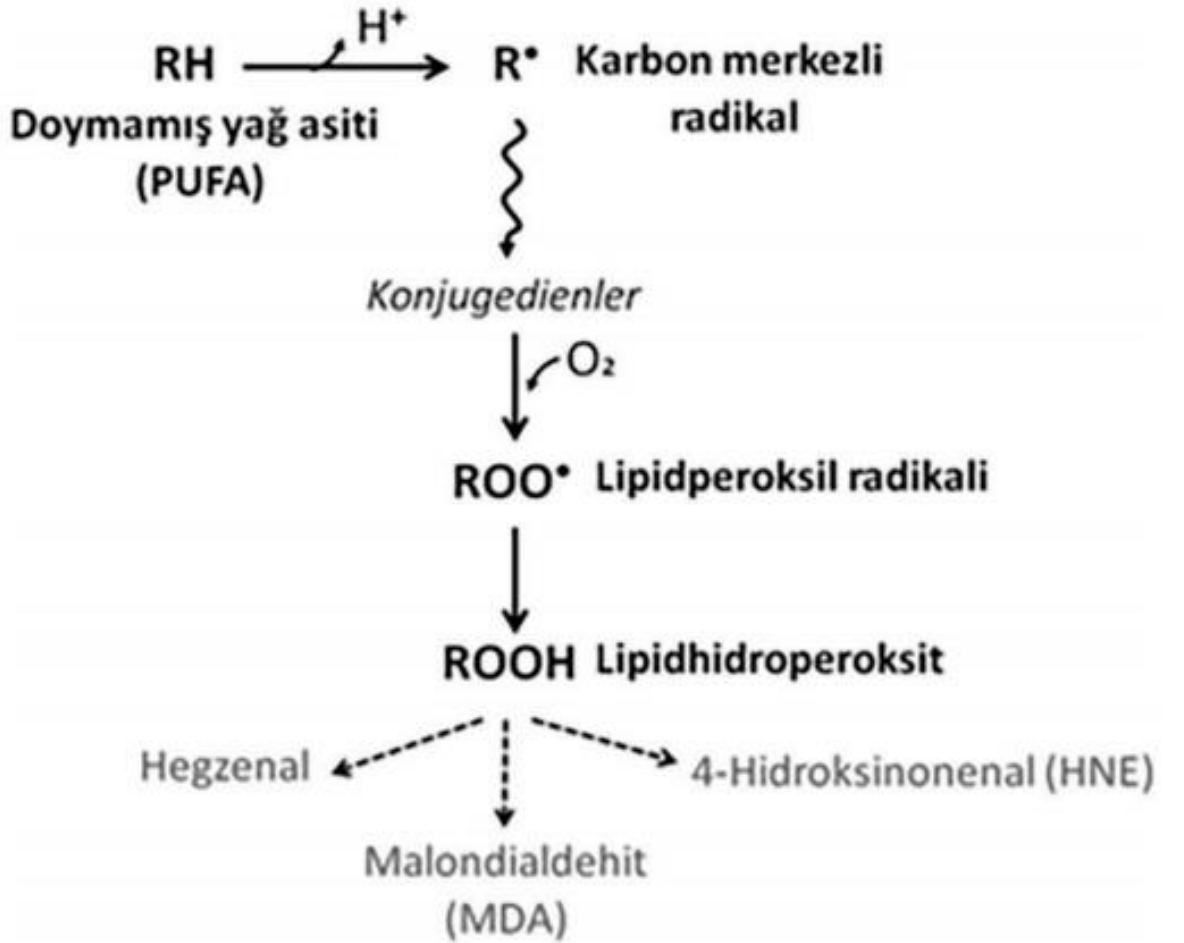 H⁺
RH R• Karbon merkezli
radikal
Doymamış yağ asiti
(PUFA)
Konjugedienler
O₂
ROO• Lipidperoksil radikali
ROOH Lipidhidroperoksit
Hegzenal
4-Hidroksinonenal (HNE)
Malondialdehit
(MDA)